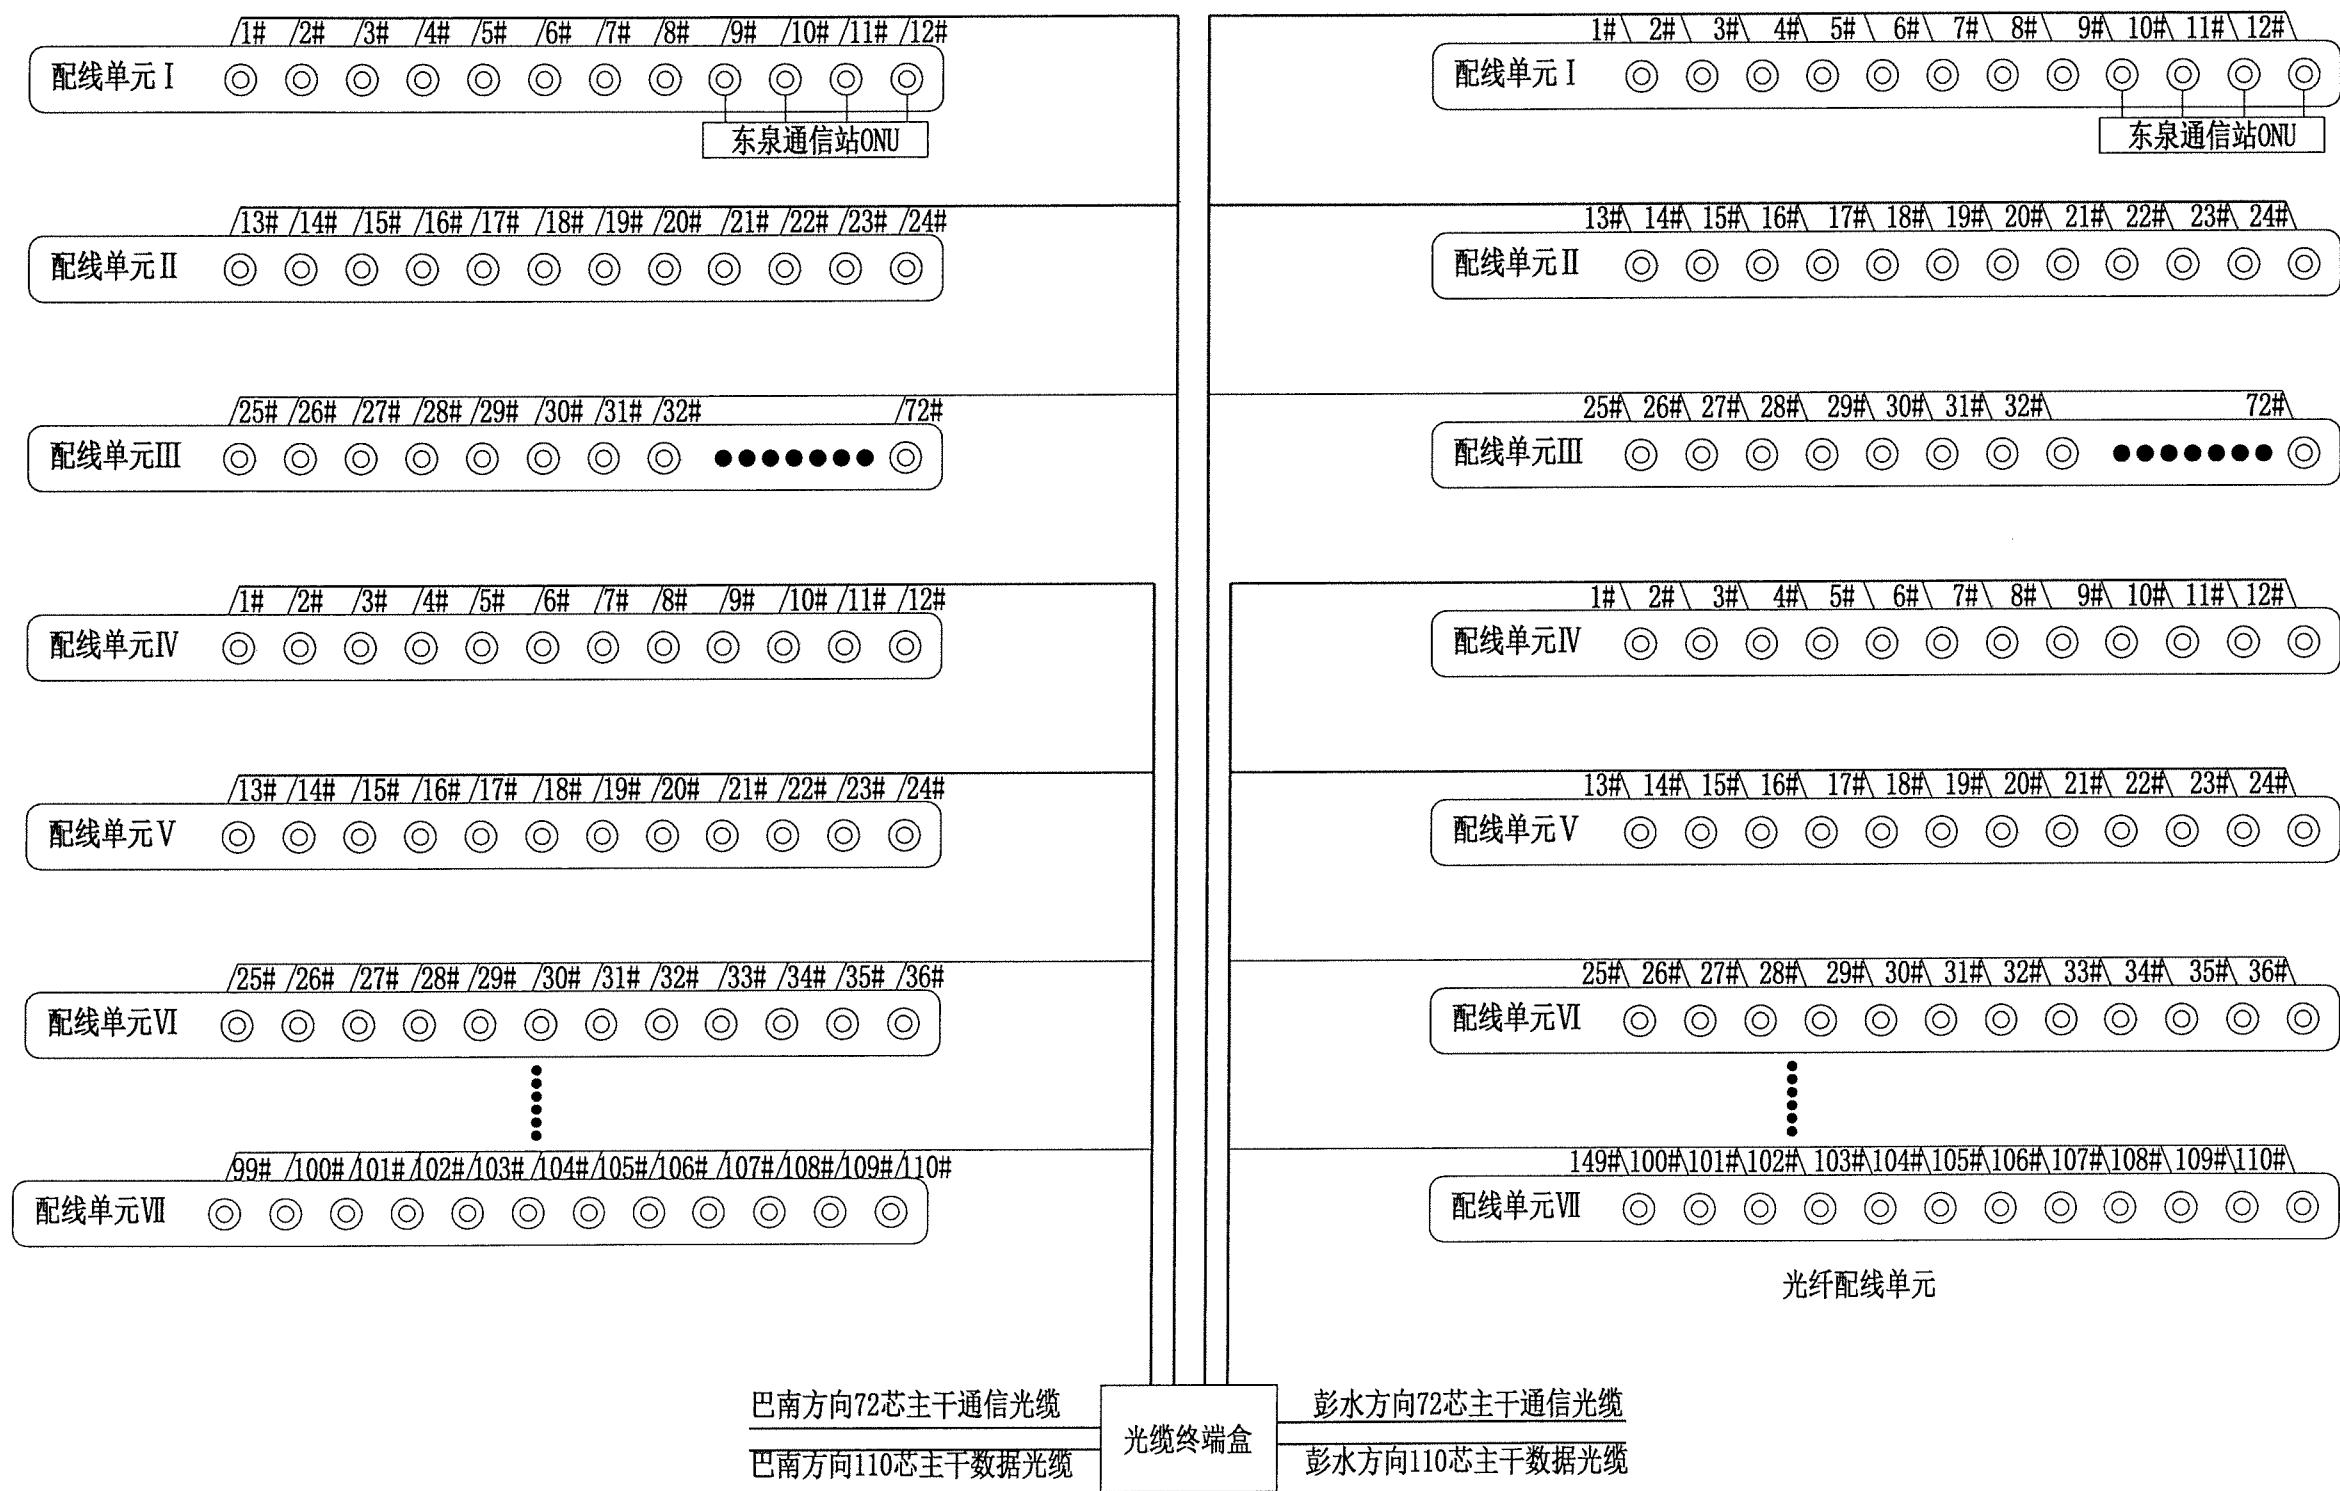 1# 2# 3# 4# 5# 6# 7# 8# 9# 10# 11# 12#
配线单元Ⅰ
东泉通信站ONU
13# 14# 15# 16# 17# 18# 19# 20# 21# 22# 23# 24#
配线单元Ⅱ
25# 26# 27# 28# 29# 30# 31# 32# 72#
配线单元Ⅲ
1# 2# 3# 4# 5# 6# 7# 8# 9# 10# 11# 12#
配线单元Ⅳ
13# 14# 15# 16# 17# 18# 19# 20# 21# 22# 23# 24#
配线单元Ⅴ
25# 26# 27# 28# 29# 30# 31# 32# 33# 34# 35# 36#
配线单元Ⅵ
99# 100# 101# 102# 103# 104# 105# 106# 107# 108# 109# 110#
配线单元Ⅶ
1# 2# 3# 4# 5# 6# 7# 8# 9# 10# 11# 12#
配线单元Ⅰ
东泉通信站ONU
13# 14# 15# 16# 17# 18# 19# 20# 21# 22# 23# 24#
配线单元Ⅱ
25# 26# 27# 28# 29# 30# 31# 32# 72#
配线单元Ⅲ
1# 2# 3# 4# 5# 6# 7# 8# 9# 10# 11# 12#
配线单元Ⅳ
13# 14# 15# 16# 17# 18# 19# 20# 21# 22# 23# 24#
配线单元Ⅴ
25# 26# 27# 28# 29# 30# 31# 32# 33# 34# 35# 36#
配线单元Ⅵ
149# 100# 101# 102# 103# 104# 105# 106# 107# 108# 109# 110#
配线单元Ⅶ
光纤配线单元
巴南方向72芯主干通信光缆
巴南方向110芯主干数据光缆
光缆终端盒
彭水方向72芯主干通信光缆
彭水方向110芯主干数据光缆